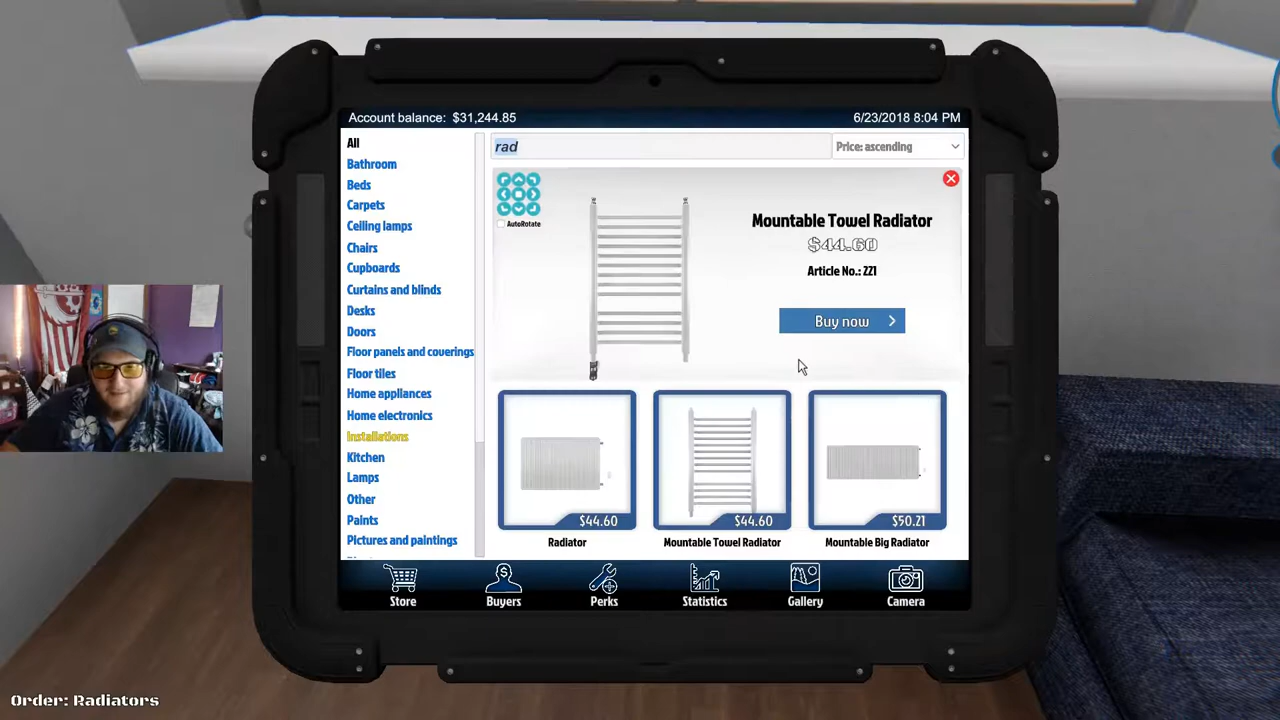 Account balance: $31,244.85
6/23/2018 8:04 PM
All
Bathroom
Beds
Carpets
Ceiling lamps
Chairs
Cupboards
Curtains and blinds
Desks
Doors
Floor panels and coverings
Floor tiles
Home appliances
Home electronics
Installations
Kitchen
Lamps
Other
Paints
Pictures and paintings
rad
Price: ascending
AutoRotate
Mountable Towel Radiator
$44.60
Article No.: 221
Buy now
$44.60
Radiator
$44.60
Mountable Towel Radiator
$50.21
Mountable Big Radiator
Store
Buyers
Perks
Statistics
Gallery
Camera
Order: Radiators